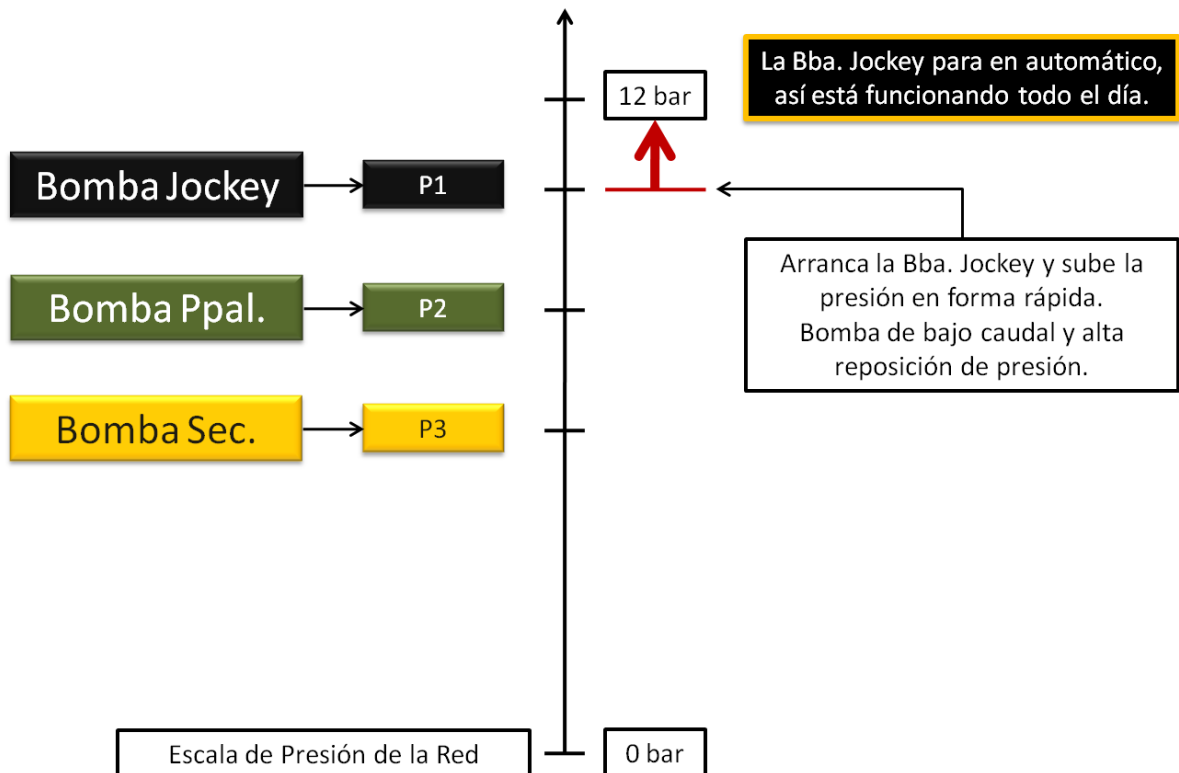 La Bba. Jockey para en automático,
así está funcionando todo el día.
12 bar
Bomba Jockey
P1
Arranca la Bba. Jockey y sube la
presión en forma rápida.
Bomba de bajo caudal y alta
reposición de presión.
Bomba Ppal.
P2
Bomba Sec.
P3
Escala de Presión de la Red
0 bar